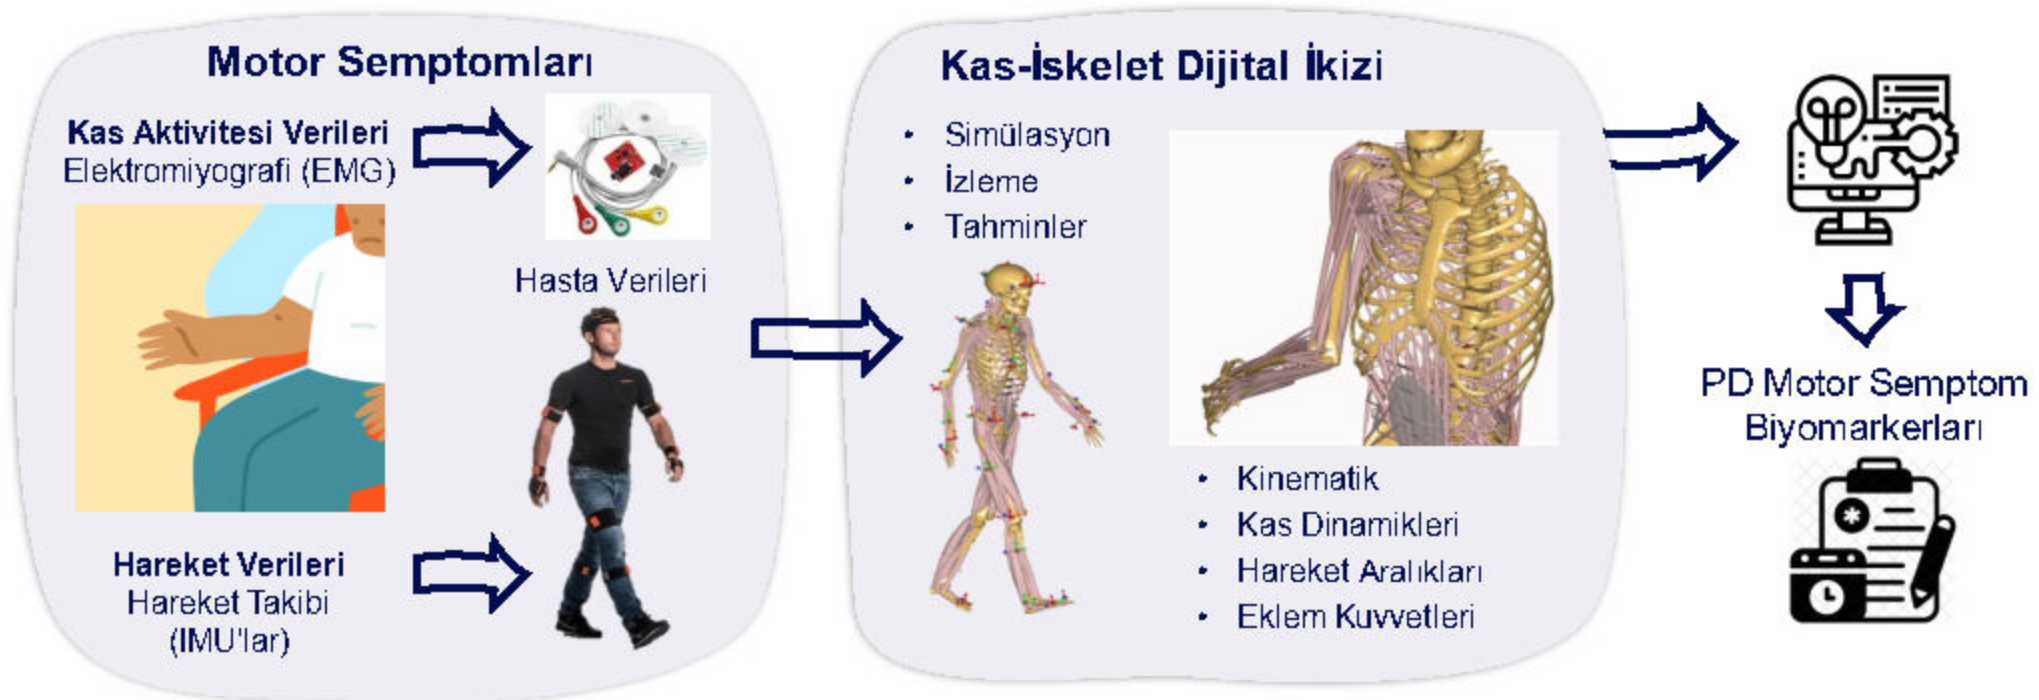 Motor Semptomları
Kas Aktivitesi Verileri
Elektromiyografi (EMG)
Hasta Verileri
Hareket Verileri
Hareket Takibi
(IMU'lar)
Kas-İskelet Dijital İkizi
• Simülasyon
• İzleme
• Tahminler
• Kinematik
• Kas Dinamikleri
• Hareket Aralıkları
• Eklem Kuvvetleri
PD Motor Semptom
Biyomarkerları